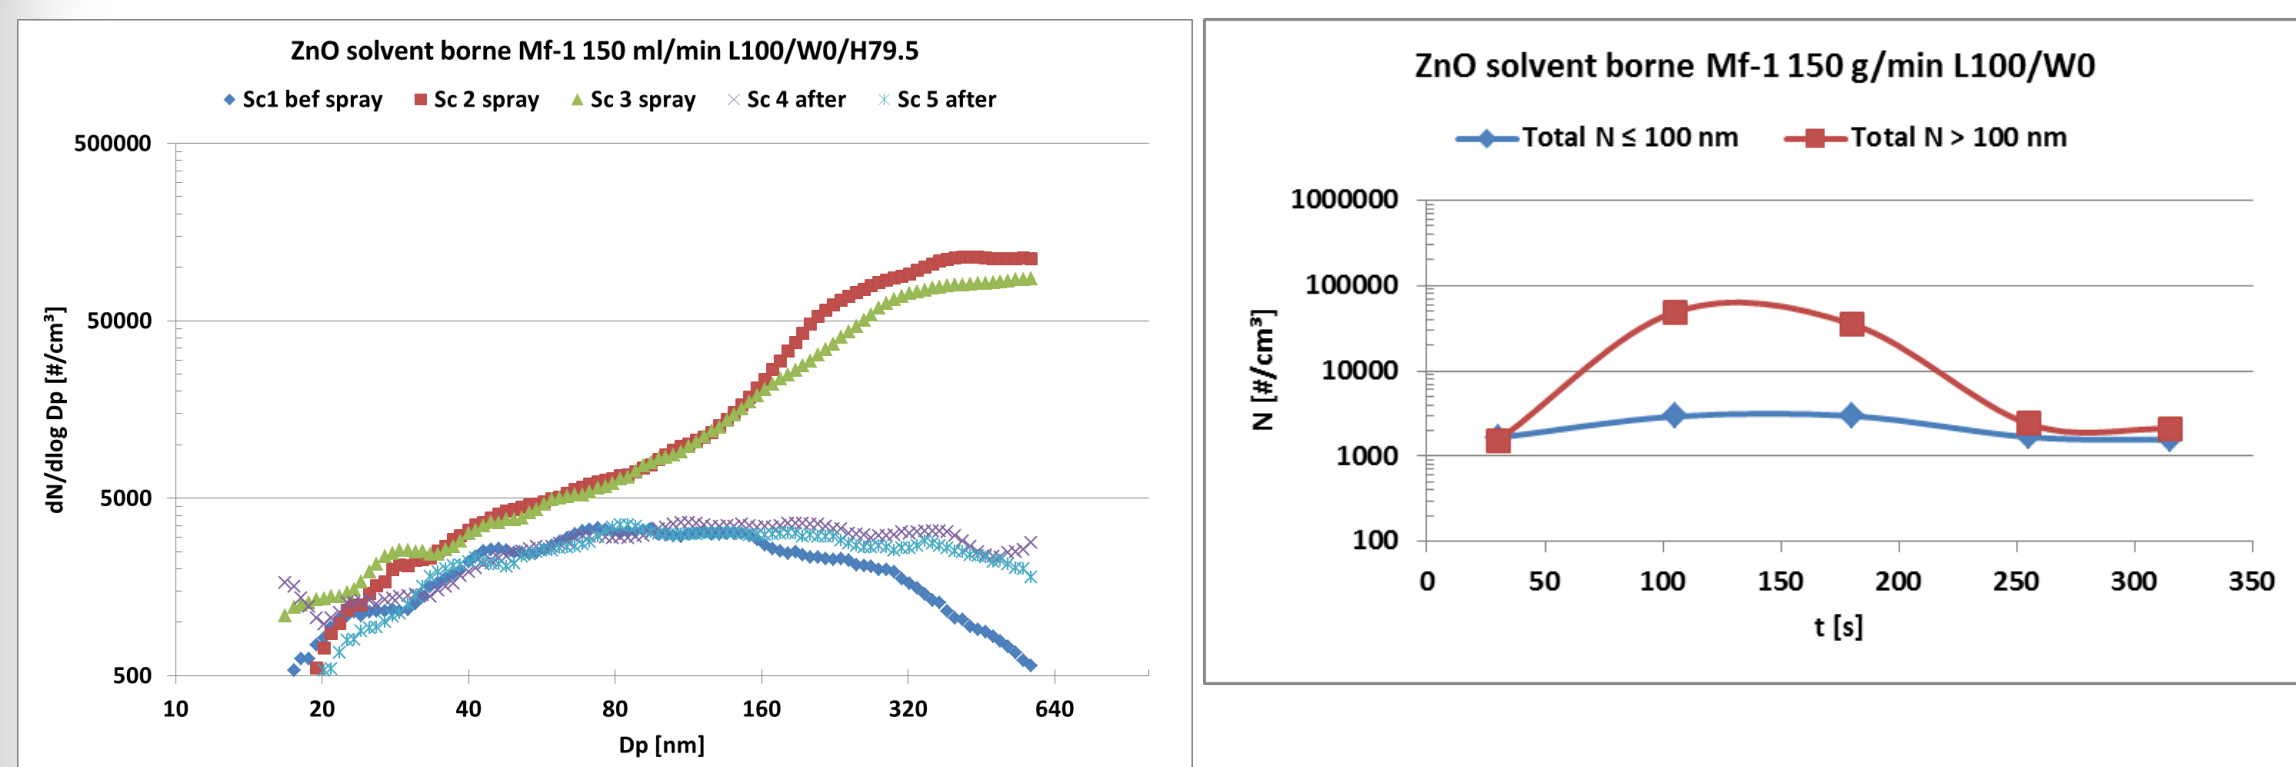 ZnO solvent borne Mf-1 150 ml/min L100/W0/H79.5
Sc1 bef spray Sc 2 spray Sc 3 spray Sc 4 after Sc 5 after
500000
50000
5000
500
dN/dlog Dp [#/cm³]
10 20 40 80 160 320 640
Dp [nm]
ZnO solvent borne Mf-1 150 g/min L100/W0
Total N ≤ 100 nm Total N > 100 nm
1000000
100000
10000
1000
100
N [#/cm³]
0 50 100 150 200 250 300 350
t [s]